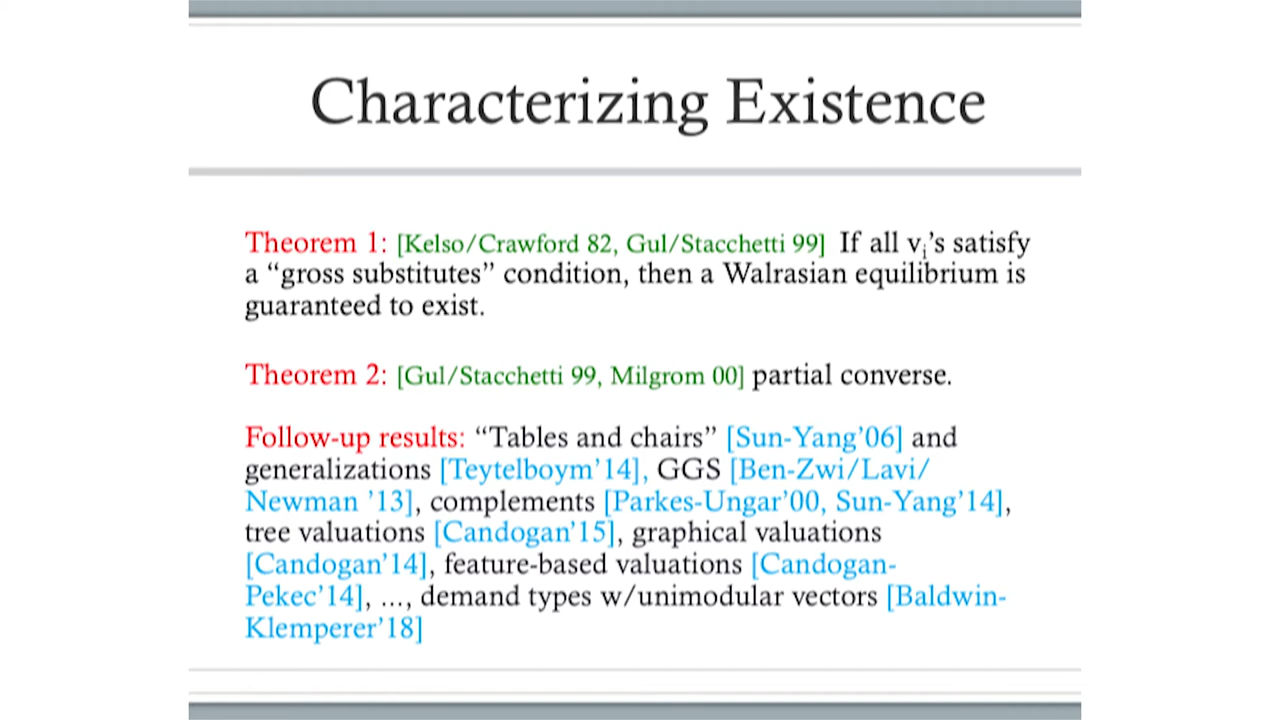 Characterizing Existence
Theorem 1: [Kelso/Crawford 82, Gul/Stacchetti 99] If all vᵢ’s satisfy
a “gross substitutes” condition, then a Walrasian equilibrium is
guaranteed to exist.
Theorem 2: [Gul/Stacchetti 99, Milgrom 00] partial converse.
Follow-up results: “Tables and chairs” [Sun-Yang’06] and
generalizations [Teytelboym’14], GGS [Ben-Zwi/Lavi/
Newman ’13], complements [Parkes-Ungar’00, Sun-Yang’14],
tree valuations [Candogan’15], graphical valuations
[Candogan’14], feature-based valuations [Candogan-
Pekec’14], ..., demand types w/unimodular vectors [Baldwin-
Klemperer’18]